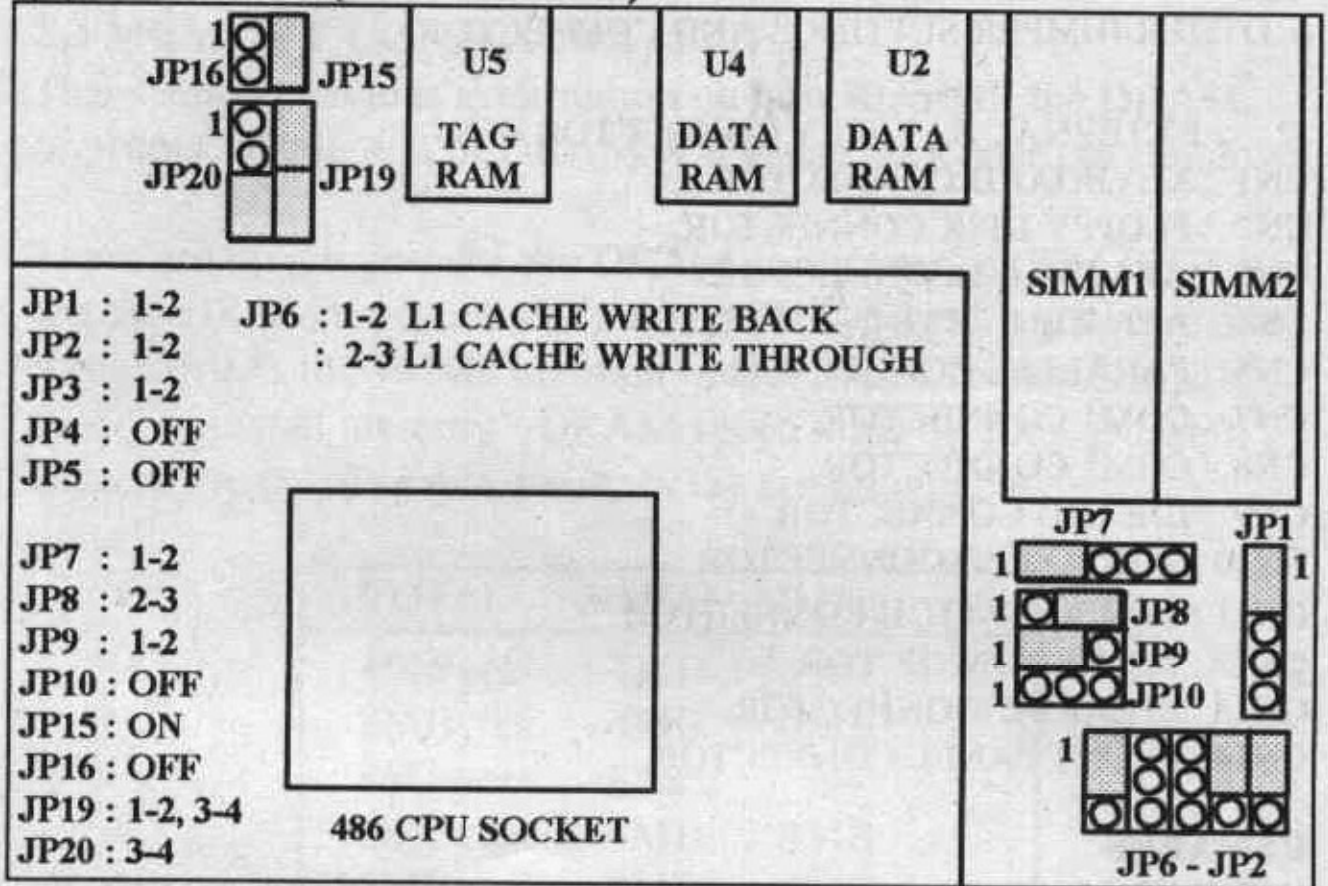 1
JP16 JP15
1
JP20 JP19
U5
TAG
RAM
U4
DATA
RAM
U2
DATA
RAM
SIMM1 SIMM2
JP1 : 1-2
JP2 : 1-2
JP3 : 1-2
JP4 : OFF
JP5 : OFF
JP6 : 1-2 L1 CACHE WRITE BACK
: 2-3 L1 CACHE WRITE THROUGH
JP7 : 1-2
JP8 : 2-3
JP9 : 1-2
JP10 : OFF
JP15 : ON
JP16 : OFF
JP19 : 1-2, 3-4
JP20 : 3-4
486 CPU SOCKET
JP7 JP1
1 1
1 JP8
1 JP9
1 JP10
1
JP6 - JP2